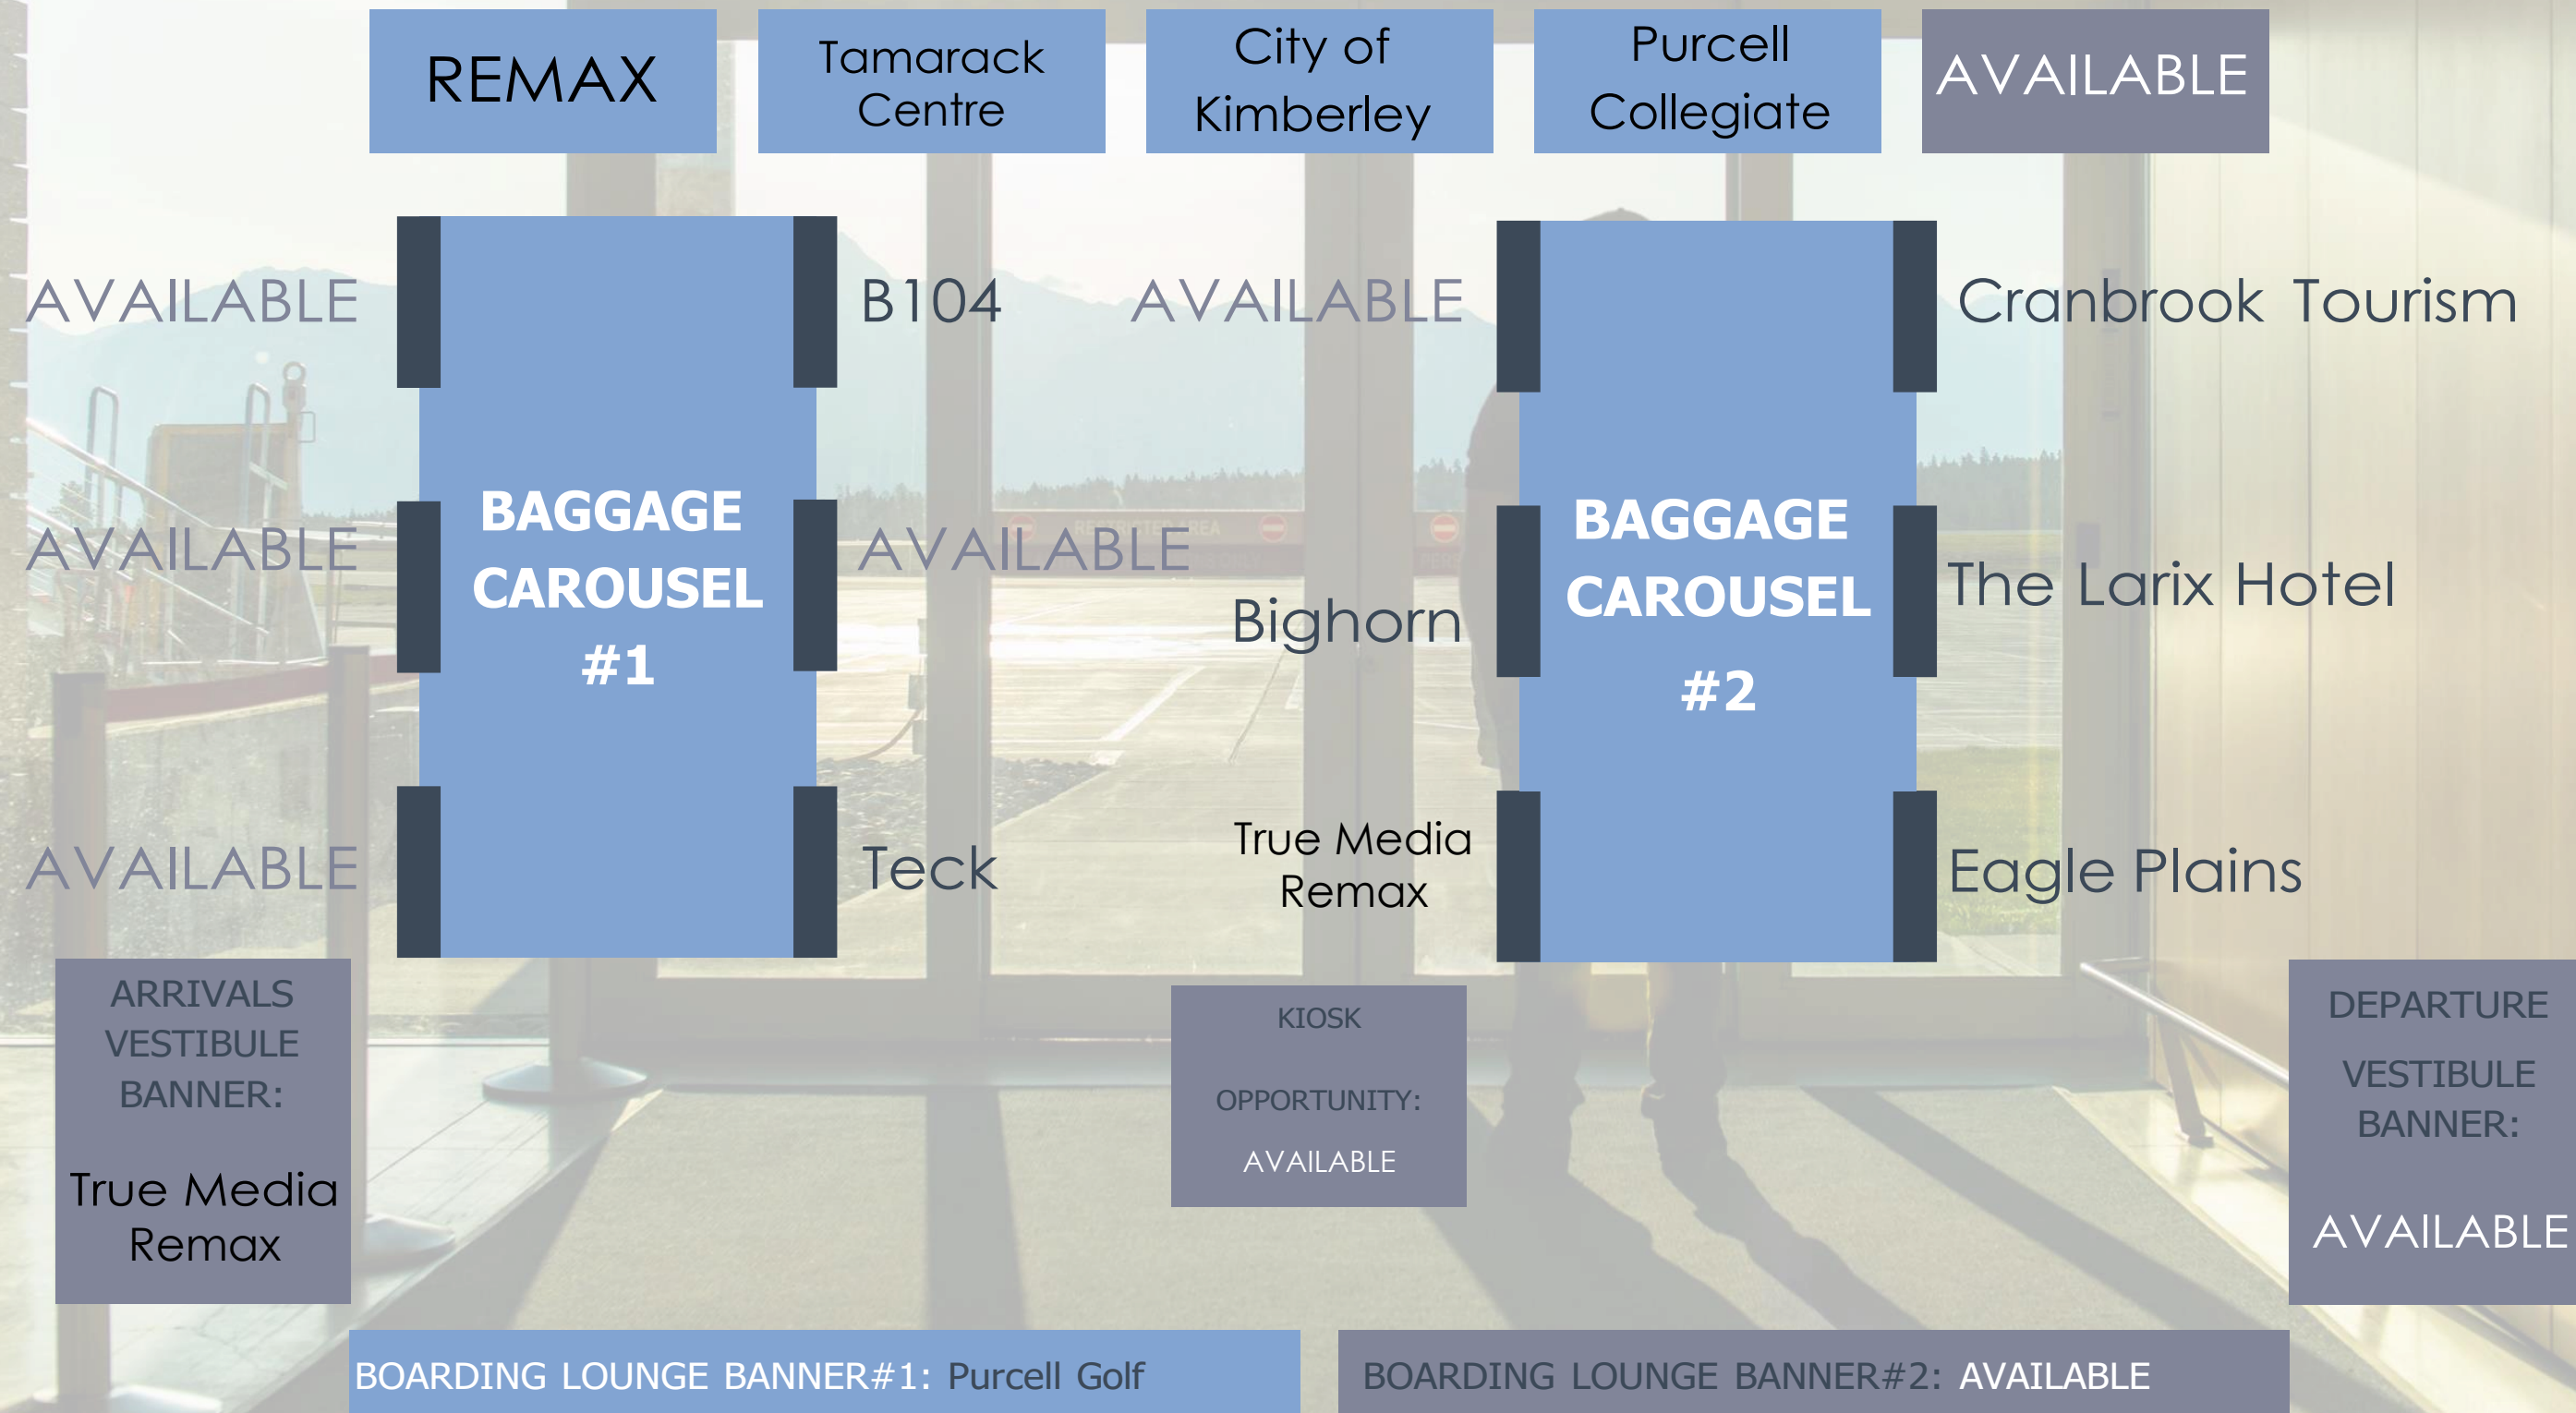 REMAX
Tamarack
Centre
City of
Kimberley
Purcell
Collegiate
AVAILABLE
AVAILABLE
B104
AVAILABLE
Cranbrook Tourism
AVAILABLE
BAGGAGE
CAROUSEL
#1
AVAILABLE
Bighorn
BAGGAGE
CAROUSEL
#2
The Larix Hotel
AVAILABLE
Teck
True Media
Remax
Eagle Plains
ARRIVALS
VESTIBULE
BANNER:
True Media
Remax
KIOSK
OPPORTUNITY:
AVAILABLE
DEPARTURE
VESTIBULE
BANNER:
AVAILABLE
BOARDING LOUNGE BANNER#1: Purcell Golf
BOARDING LOUNGE BANNER#2: AVAILABLE
RESTRICTED AREA